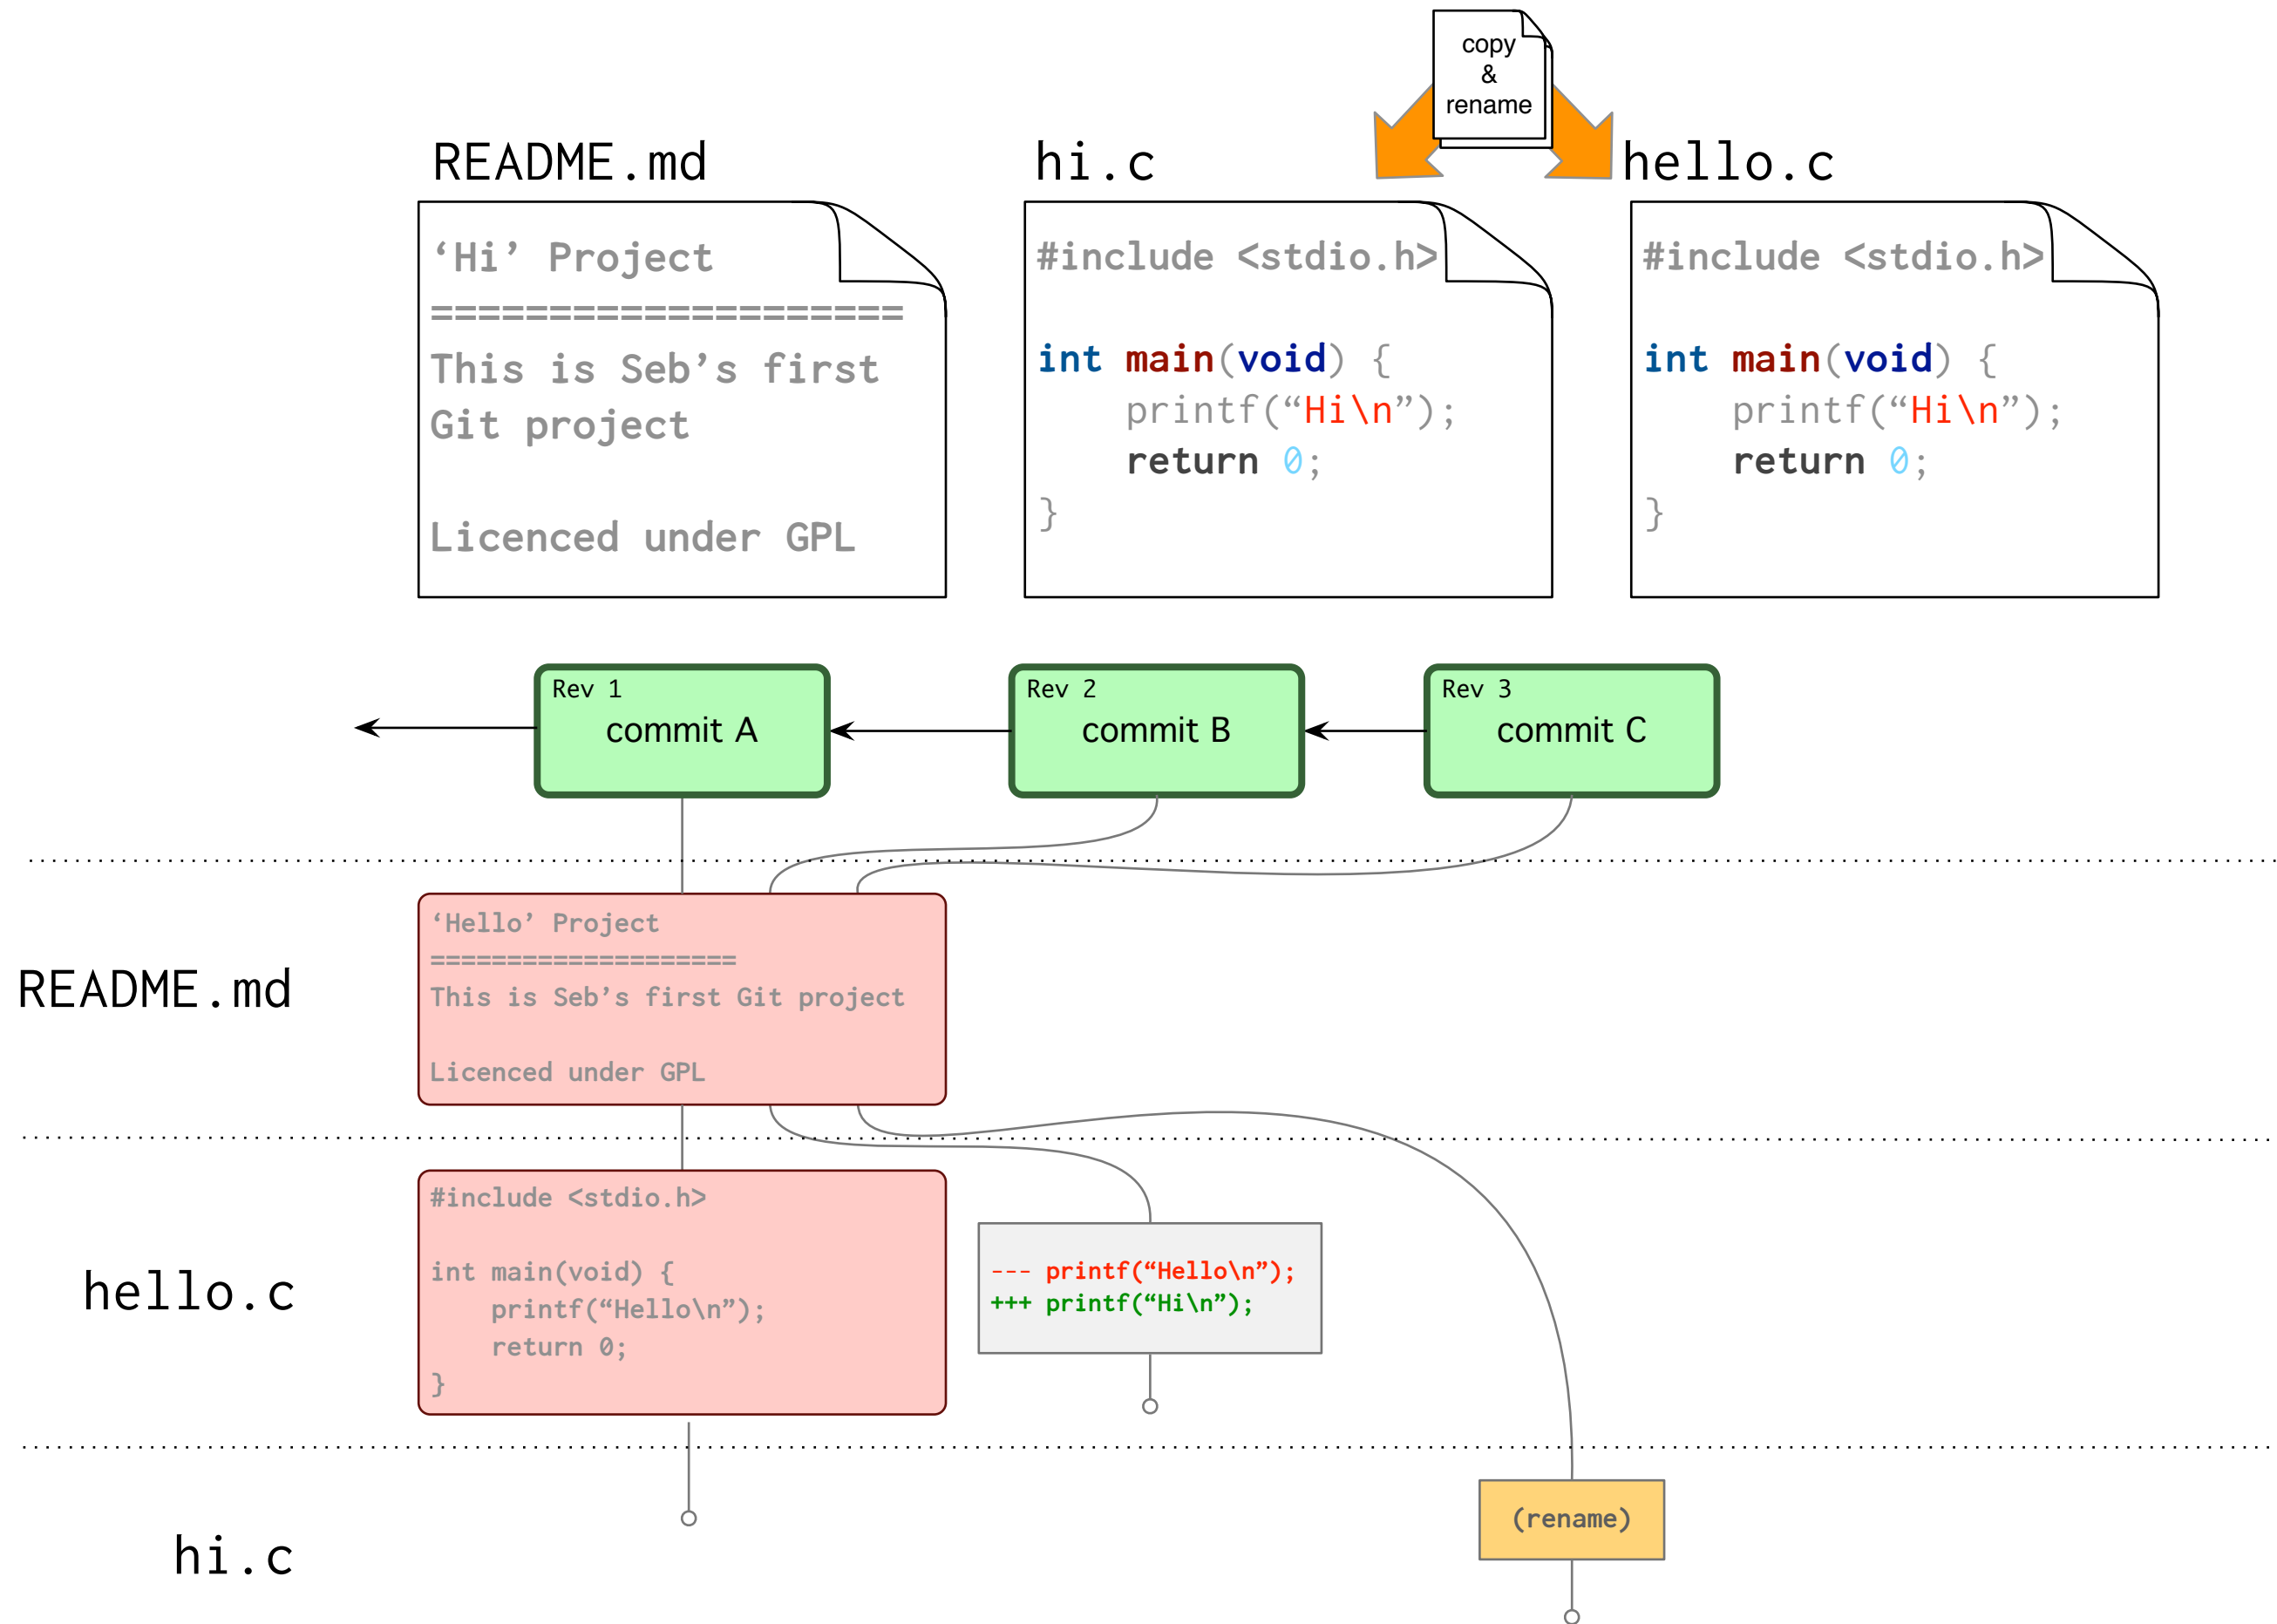 copy
&
rename
README.md
hi.c
hello.c
‘Hi’ Project
====================
This is Seb’s first
Git project
Licenced under GPL
#include <stdio.h>
int main(void) {
printf(“Hi\n”);
return 0;
}
#include <stdio.h>
int main(void) {
printf(“Hi\n”);
return 0;
}
Rev 1
commit A
Rev 2
commit B
Rev 3
commit C
README.md
‘Hello’ Project
====================
This is Seb’s first Git project
Licenced under GPL
hello.c
#include <stdio.h>
int main(void) {
printf(“Hello\n”);
return 0;
}
--- printf(“Hello\n”);
+++ printf(“Hi\n”);
hi.c
(rename)